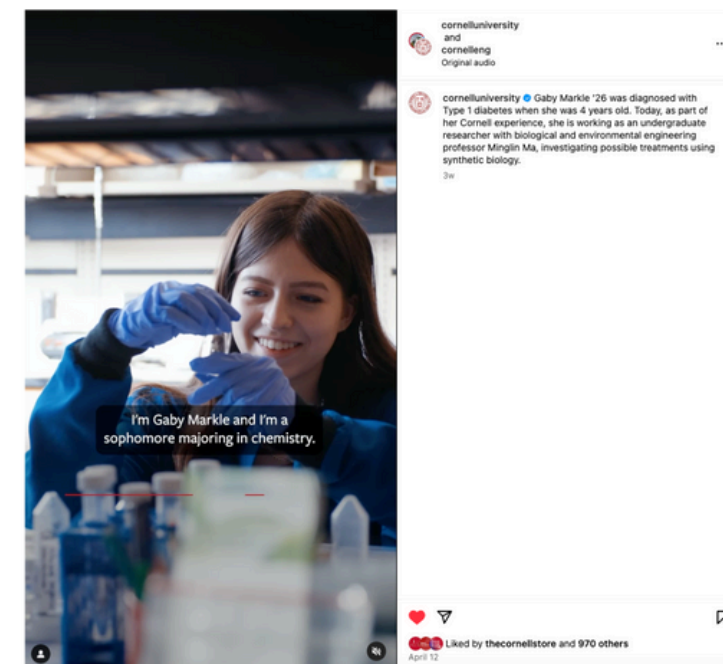 I'm Gaby Markle and I'm a
sophomore majoring in chemistry.
cornelluniversity
and
cornelleng
Original audio
cornelluniversity Gaby Markle '26 was diagnosed with
Type 1 diabetes when she was 4 years old. Today, as part of
her Cornell experience, she is working as an undergraduate
researcher with biological and environmental engineering
professor Minglin Ma, investigating possible treatments using
synthetic biology.
3w
Liked by thecornellstore and 970 others
April 12